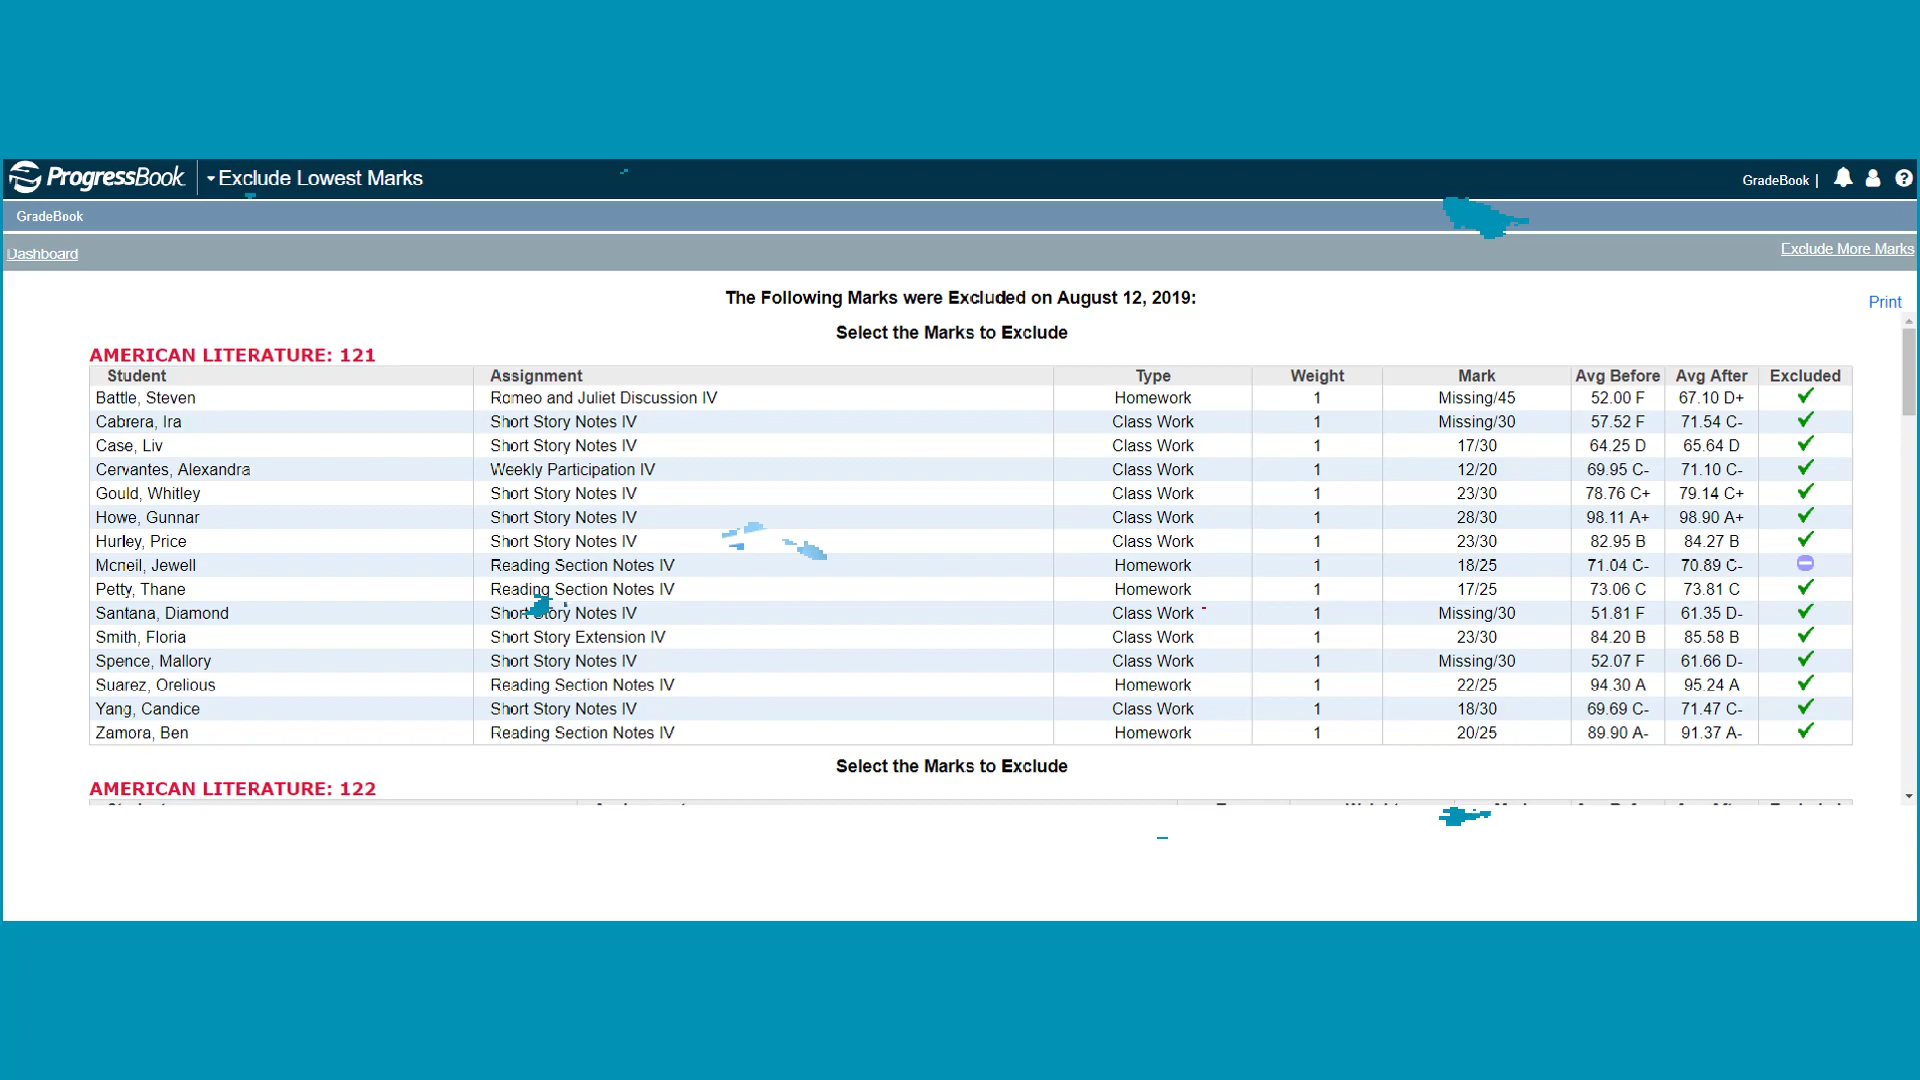 ProgressBook Exclude Lowest Marks GradeBook |
GradeBook
Dashboard Exclude More Marks
The Following Marks were Excluded on August 12, 2019:
Print
Select the Marks to Exclude
AMERICAN LITERATURE: 121
Student Assignment Type Weight Mark Avg Before Avg After Excluded
Battle, Steven Romeo and Juliet Discussion IV Homework 1 Missing/45 52.00 F 67.10 D+
Cabrera, Ira Short Story Notes IV Class Work 1 Missing/30 57.52 F 71.54 C-
Case, Liv Short Story Notes IV Class Work 1 17/30 64.25 D 65.64 D
Cervantes, Alexandra Weekly Participation IV Class Work 1 12/20 69.95 C- 71.10 C-
Gould, Whitley Short Story Notes IV Class Work 1 23/30 78.76 C+ 79.14 C+
Howe, Gunnar Short Story Notes IV Class Work 1 28/30 98.11 A+ 98.90 A+
Hurley, Price Short Story Notes IV Class Work 1 23/30 82.95 B 84.27 B
Mcneil, Jewell Reading Section Notes IV Homework 1 18/25 71.04 C- 70.89 C-
Petty, Thane Reading Section Notes IV Homework 1 17/25 73.06 C 73.81 C
Santana, Diamond Short Story Notes IV Class Work 1 Missing/30 51.81 F 61.35 D-
Smith, Floria Short Story Extension IV Class Work 1 23/30 84.20 B 85.58 B
Spence, Mallory Short Story Notes IV Class Work 1 Missing/30 52.07 F 61.66 D-
Suarez, Orelious Reading Section Notes IV Homework 1 22/25 94.30 A 95.24 A
Yang, Candice Short Story Notes IV Class Work 1 18/30 69.69 C- 71.47 C-
Zamora, Ben Reading Section Notes IV Homework 1 20/25 89.90 A- 91.37 A-
Select the Marks to Exclude
AMERICAN LITERATURE: 122